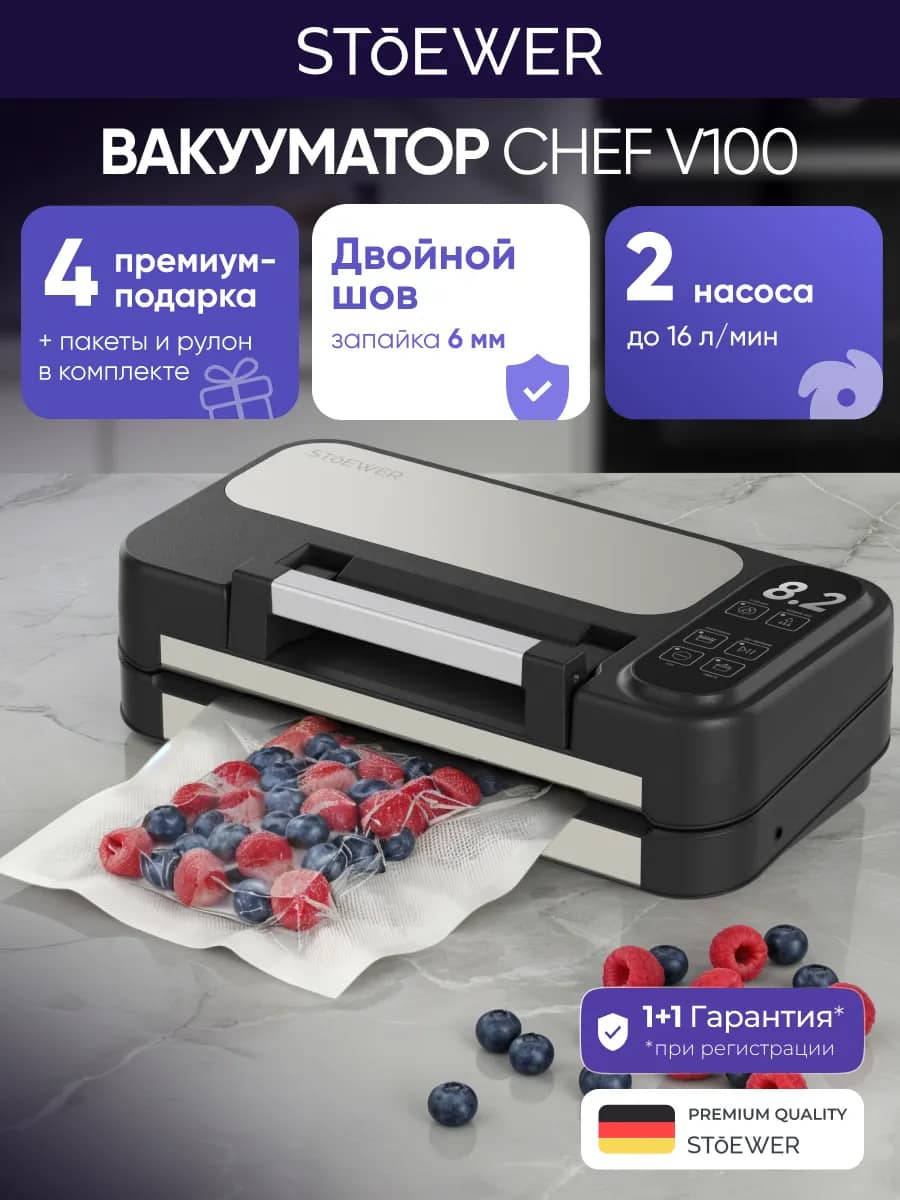 STōEWER
ВАКУУМАТОР CHEF V100
4 премиум-
подарка
+ пакеты и рулон
в комплекте
Двойной
шов
запайка 6 мм
2 насоса
до 16 л/мин
STōEWER
8.2
1+1 Гарантия*
*при регистрации
PREMIUM QUALITY
STōEWER